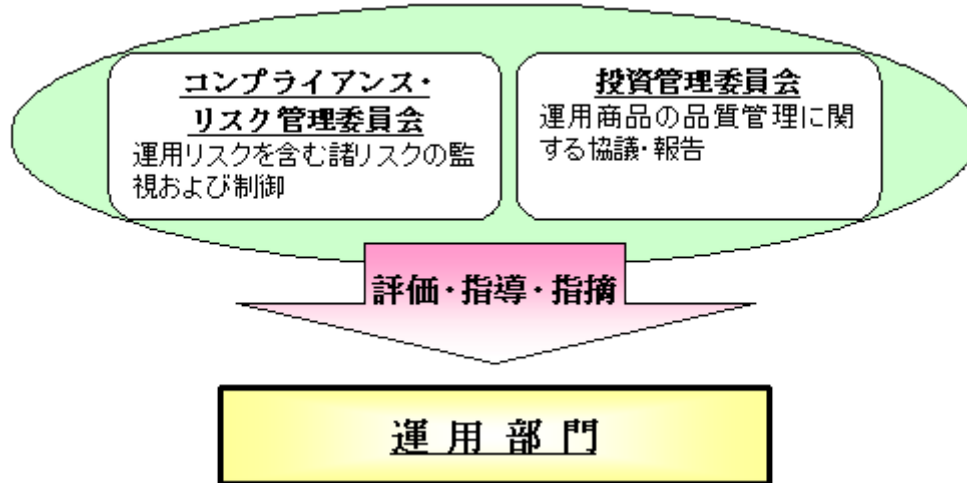 コンプライアンス・
リスク管理委員会
運用リスクを含む諸リスクの監
視および制御
投資管理委員会
運用商品の品質管理に関
する協議・報告
評価・指導・指摘
運用部門